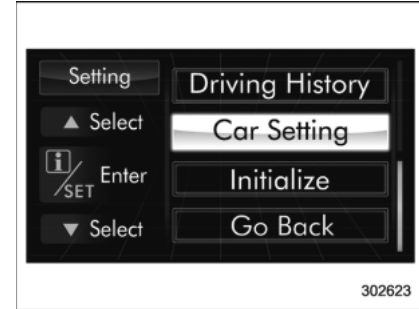 Setting
▲ Select
i/SET Enter
▼ Select
Driving History
Car Setting
Initialize
Go Back
302623